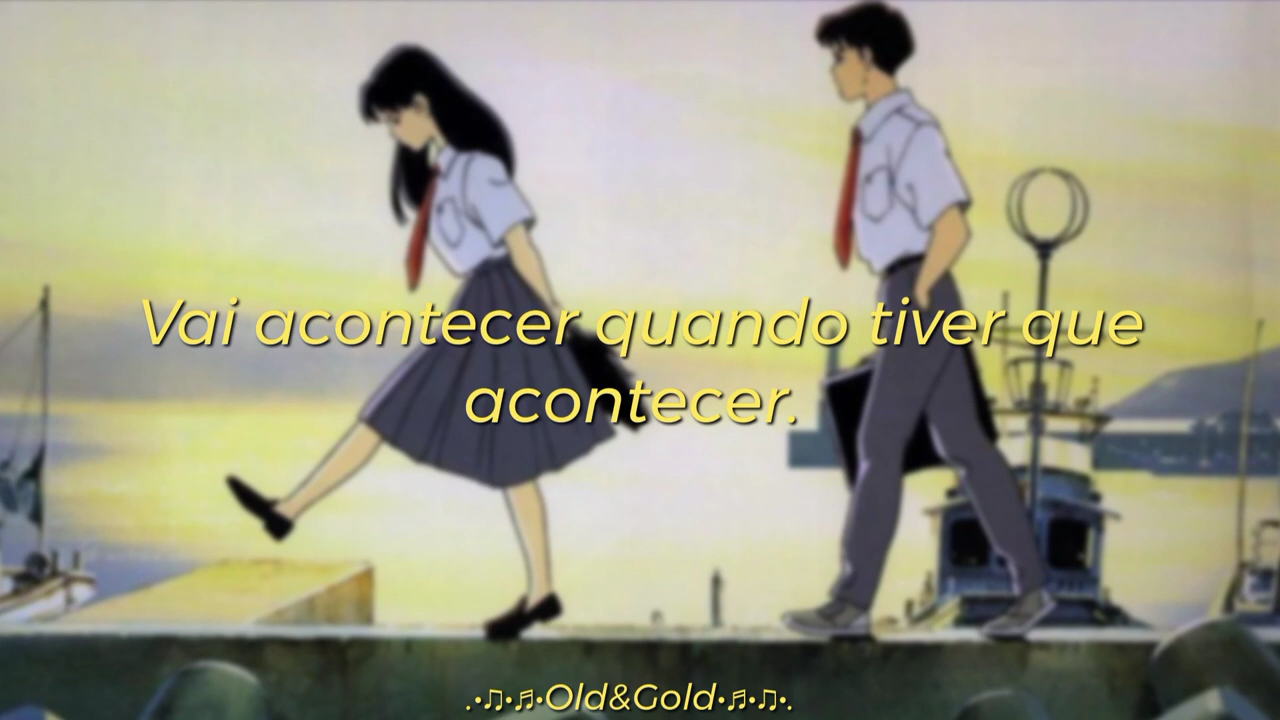 Vai acontecer quando tiver que
acontecer.
.•♫•♬•Old&Gold•♬•♫•.